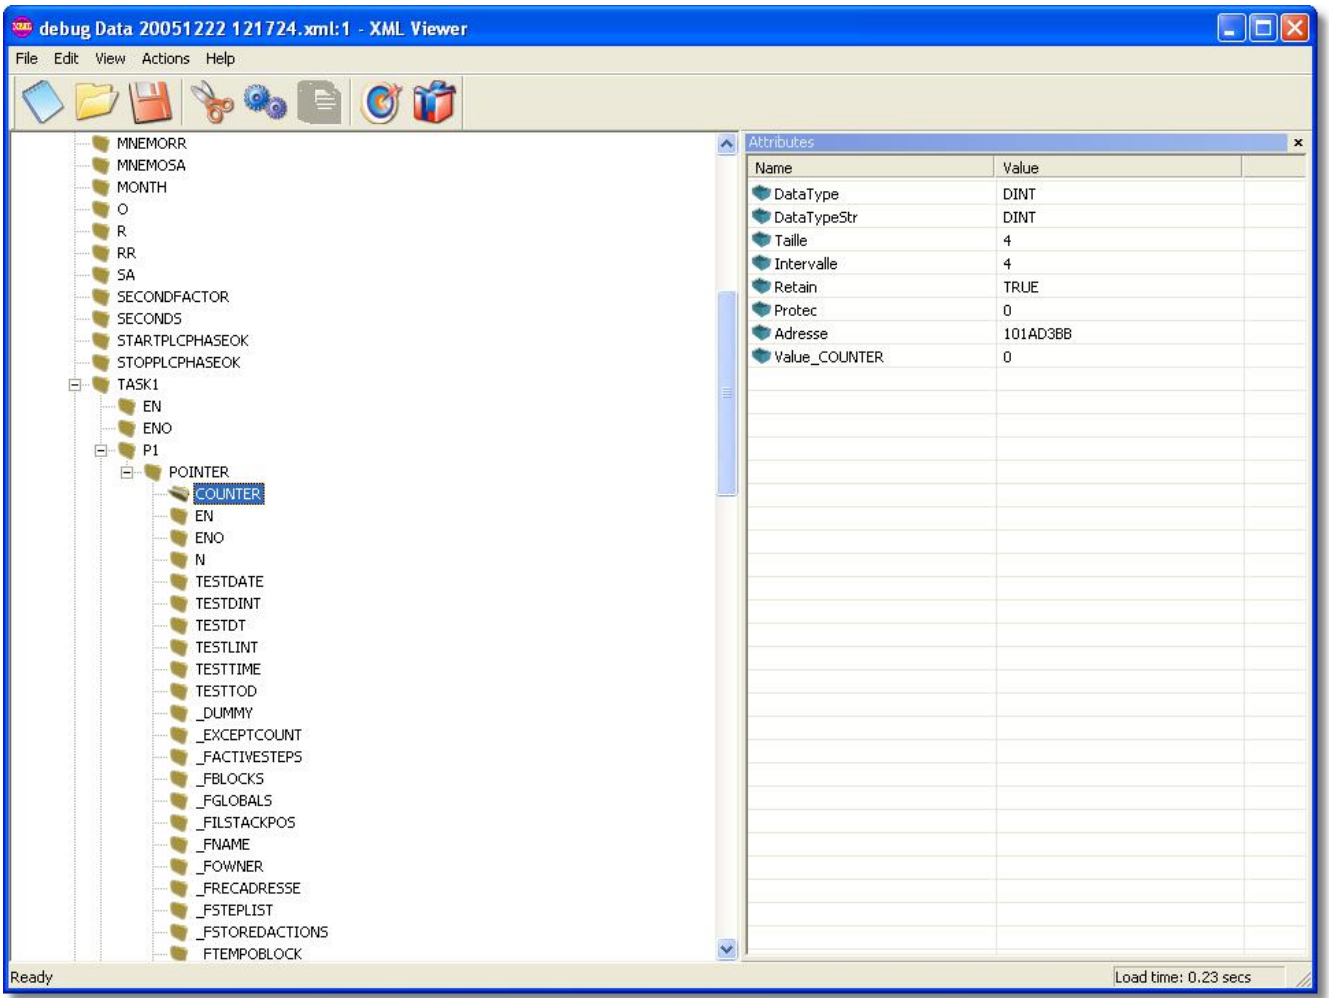 debug Data 20051222 121724.xml:1 - XML Viewer
File Edit View Actions Help
MNEMORR
MNEMOSA
MONTH
O
R
RR
SA
SECONDFACTOR
SECONDS
STARTPLCPHASEOK
STOPPLCPHASEOK
TASK1
EN
ENO
P1
POINTER
COUNTER
EN
ENO
N
TESTDATE
TESTDINT
TESTDT
TESTLINT
TESTTIME
TESTTOD
_DUMMY
_EXCEPTCOUNT
_FACTIVESTEPS
_FBLOCKS
_FGLOBALS
_FILSTACKPOS
_FNAME
_FOWNER
_FRECADRESSE
_FSTEPLIST
_FSTOREDACTIONS
_FTEMPOBLOCK
Attributes
Name Value
DataType DINT
DataTypeStr DINT
Taille 4
Intervalle 4
Retain TRUE
Protec 0
Adresse 101AD3BB
Value_COUNTER 0
Ready
Load time: 0.23 secs